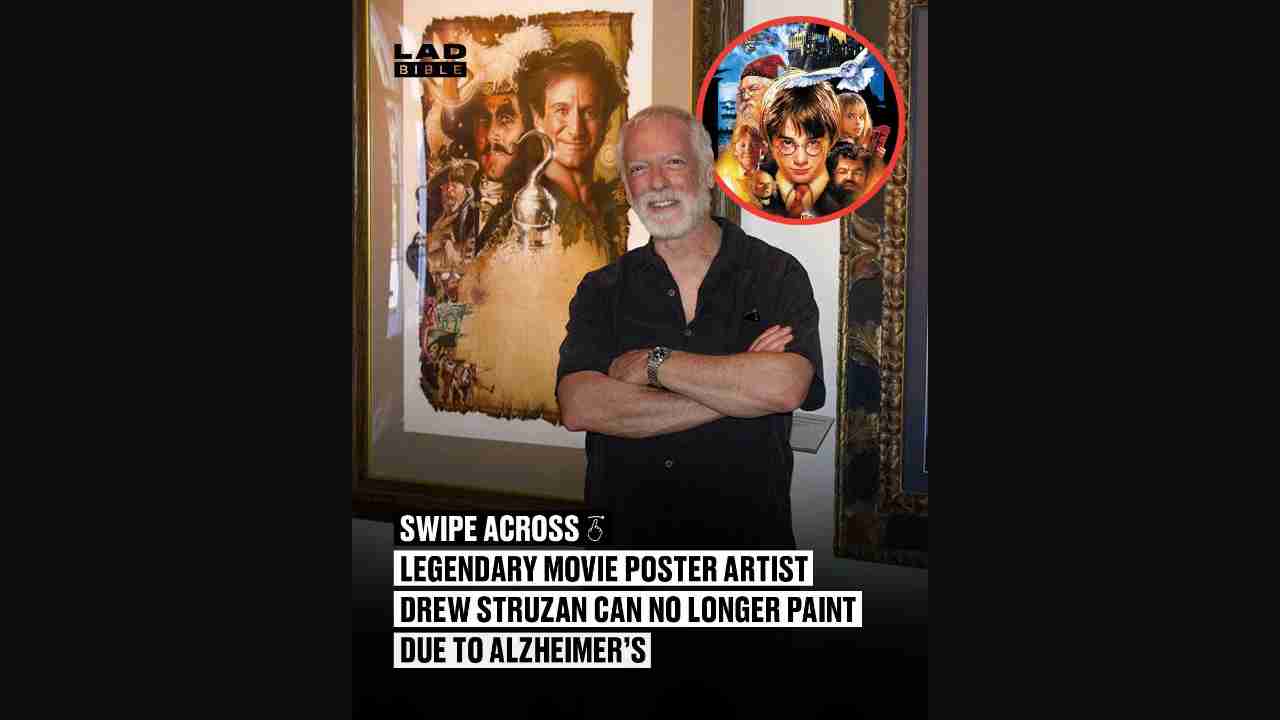 LAD
BIBLE
SWIPE ACROSS
LEGENDARY MOVIE POSTER ARTIST
DREW STRUZAN CAN NO LONGER PAINT
DUE TO ALZHEIMER'S